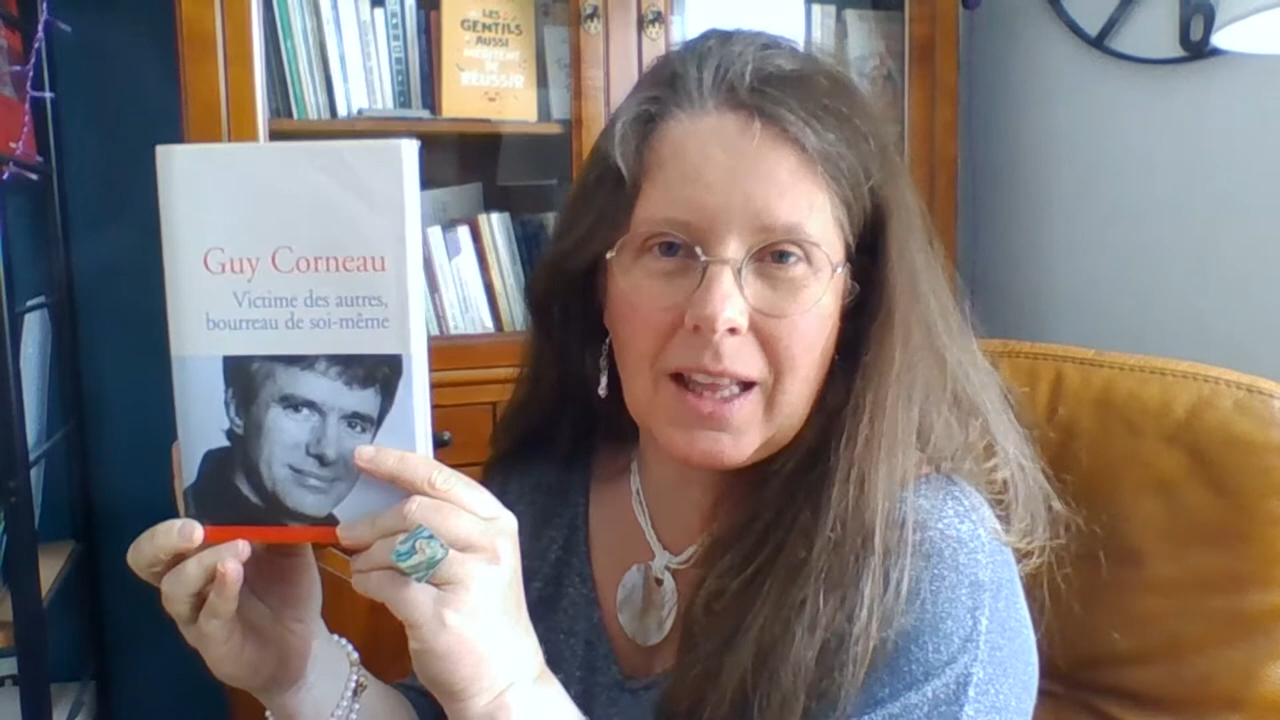 LES
GENTILS
AUSSI
MÉRITENT
DE
RÉUSSIR
Guy Corneau
Victime des autres,
bourreau de soi-même